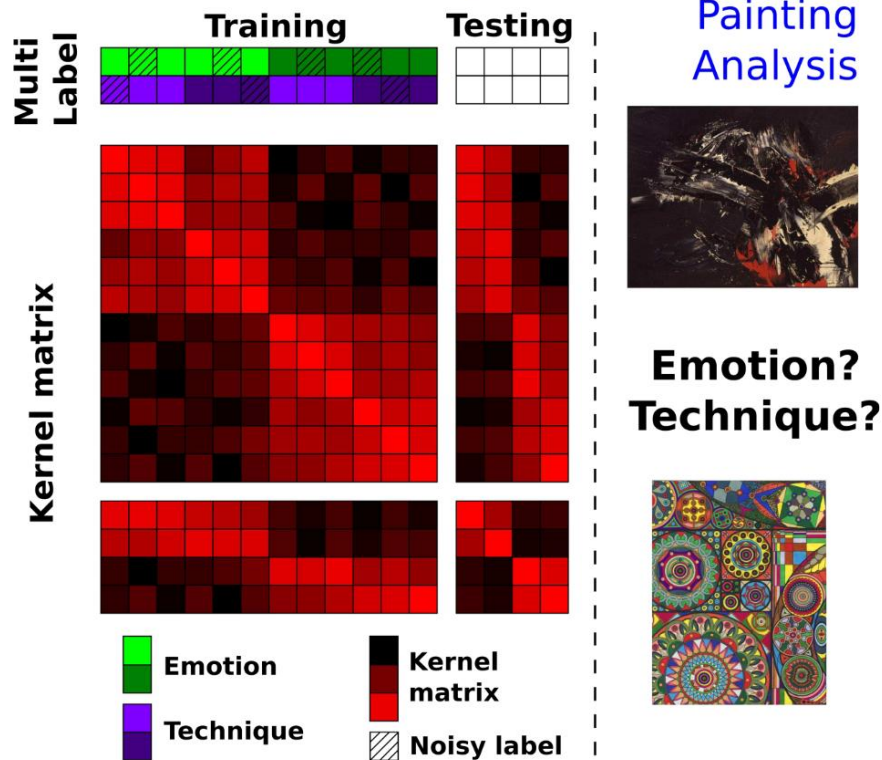 Training
Testing
Multi
Label
Kernel matrix
Emotion
Technique
Kernel
matrix
Noisy label
Painting
Analysis
Emotion?
Technique?